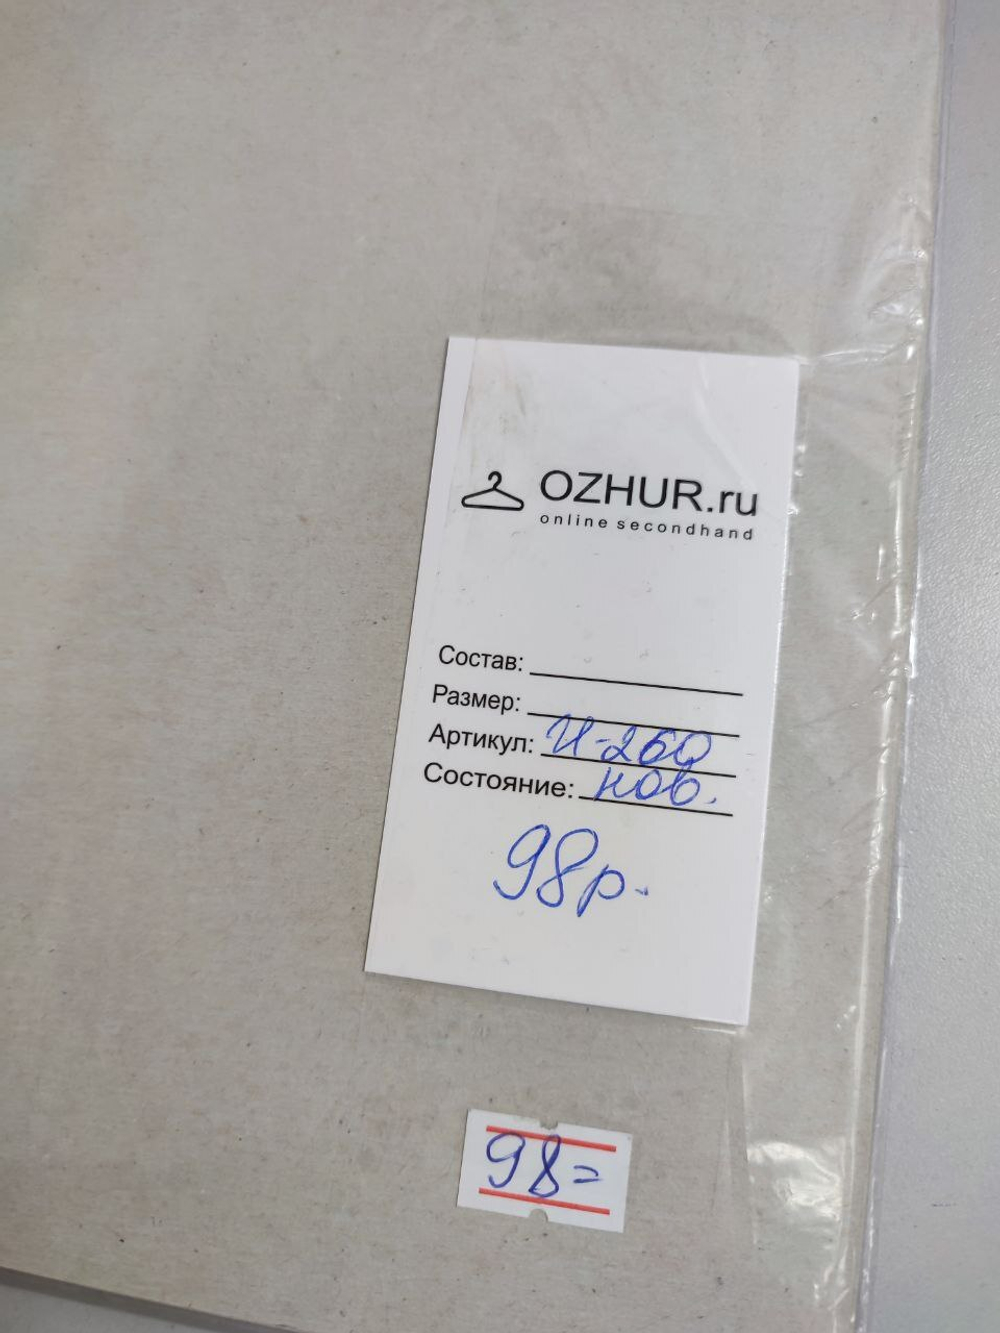 OZHUR.ru
online secondhand
Состав:
Размер:
Артикул: И-260
Состояние: нов.
98р.
98=